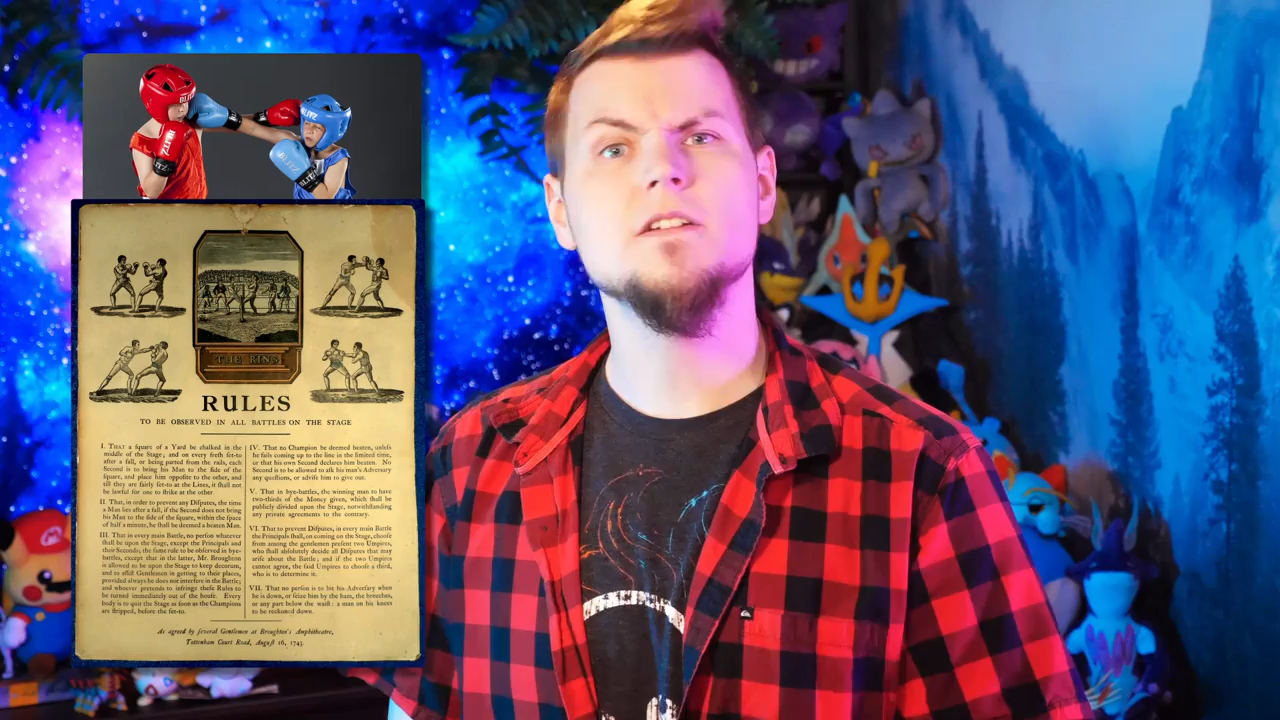 BLITZ
BLITZ
BLITZ
BLITZ
THE RING
RULES
TO BE OBSERVED IN ALL BATTLES ON THE STAGE
I. THAT a ſquare of a Yard be chalked in the
middle of the Stage; and on every freſh ſet-to
after a fall, or being parted from the rails, each
Second is to bring his Man to the ſide of the
ſquare, and place him oppoſite to the other, and
till they are fairly ſet-to at the Lines, it ſhall not
be lawful for one to ſtrike at the other
II. That, in order to prevent any Diſputes, the time
a Man lies after a fall, if the Second does not bring
his Man to the ſide of the ſquare, within the ſpace
of half a minute, he ſhall be deemed a beaten Man.
III. That in every main Battle, no perſon whatever
ſhall be upon the Stage, except the Principals and
their Seconds; the ſame rule to be obſerved in bye-
battles, except that in the latter, Mr. Broughton
is allowed to be upon the Stage to keep decorum,
and to aſſiſt Gentlemen in getting to their places,
provided always he does not interfere in the Battle;
and whoever pretends to infringe theſe Rules to
be turned immediately out of the houſe. Every
body is to quit the Stage as ſoon as the Champions
are ſtripped, before the ſet-to.
IV. That no Champion be deemed beaten, unleſs
he fails coming up to the line in the limited time,
or that his own Second declares him beaten. No
Second is to be allowed to aſk his man's Adverſary
any queſtions, or adviſe him to give out.
V. That in bye-battles, the winning man to have
two-thirds of the Money given, which ſhall be
publicly divided upon the Stage, notwithſtanding
any private agreements to the contrary.
VI. That to prevent Diſputes, in every main Battle
the Principals ſhall, on coming on the Stage, chooſe
from among the gentlemen preſent two Umpires,
who ſhall abſolutely decide all Diſputes that may
ariſe about the Battle; and if the two Umpires
cannot agree, the ſaid Umpires to chooſe a third,
who is to determine it.
VII. That no perſon is to hit his Adverſary when
he is down, or ſeize him by the ham, the breeches,
or any part below the waiſt: a man on his knees
to be reckoned down.
As agreed by ſeveral Gentlemen at Broughton's Amphitheatre,
Tottenham Court Road, Auguſt 16, 1743